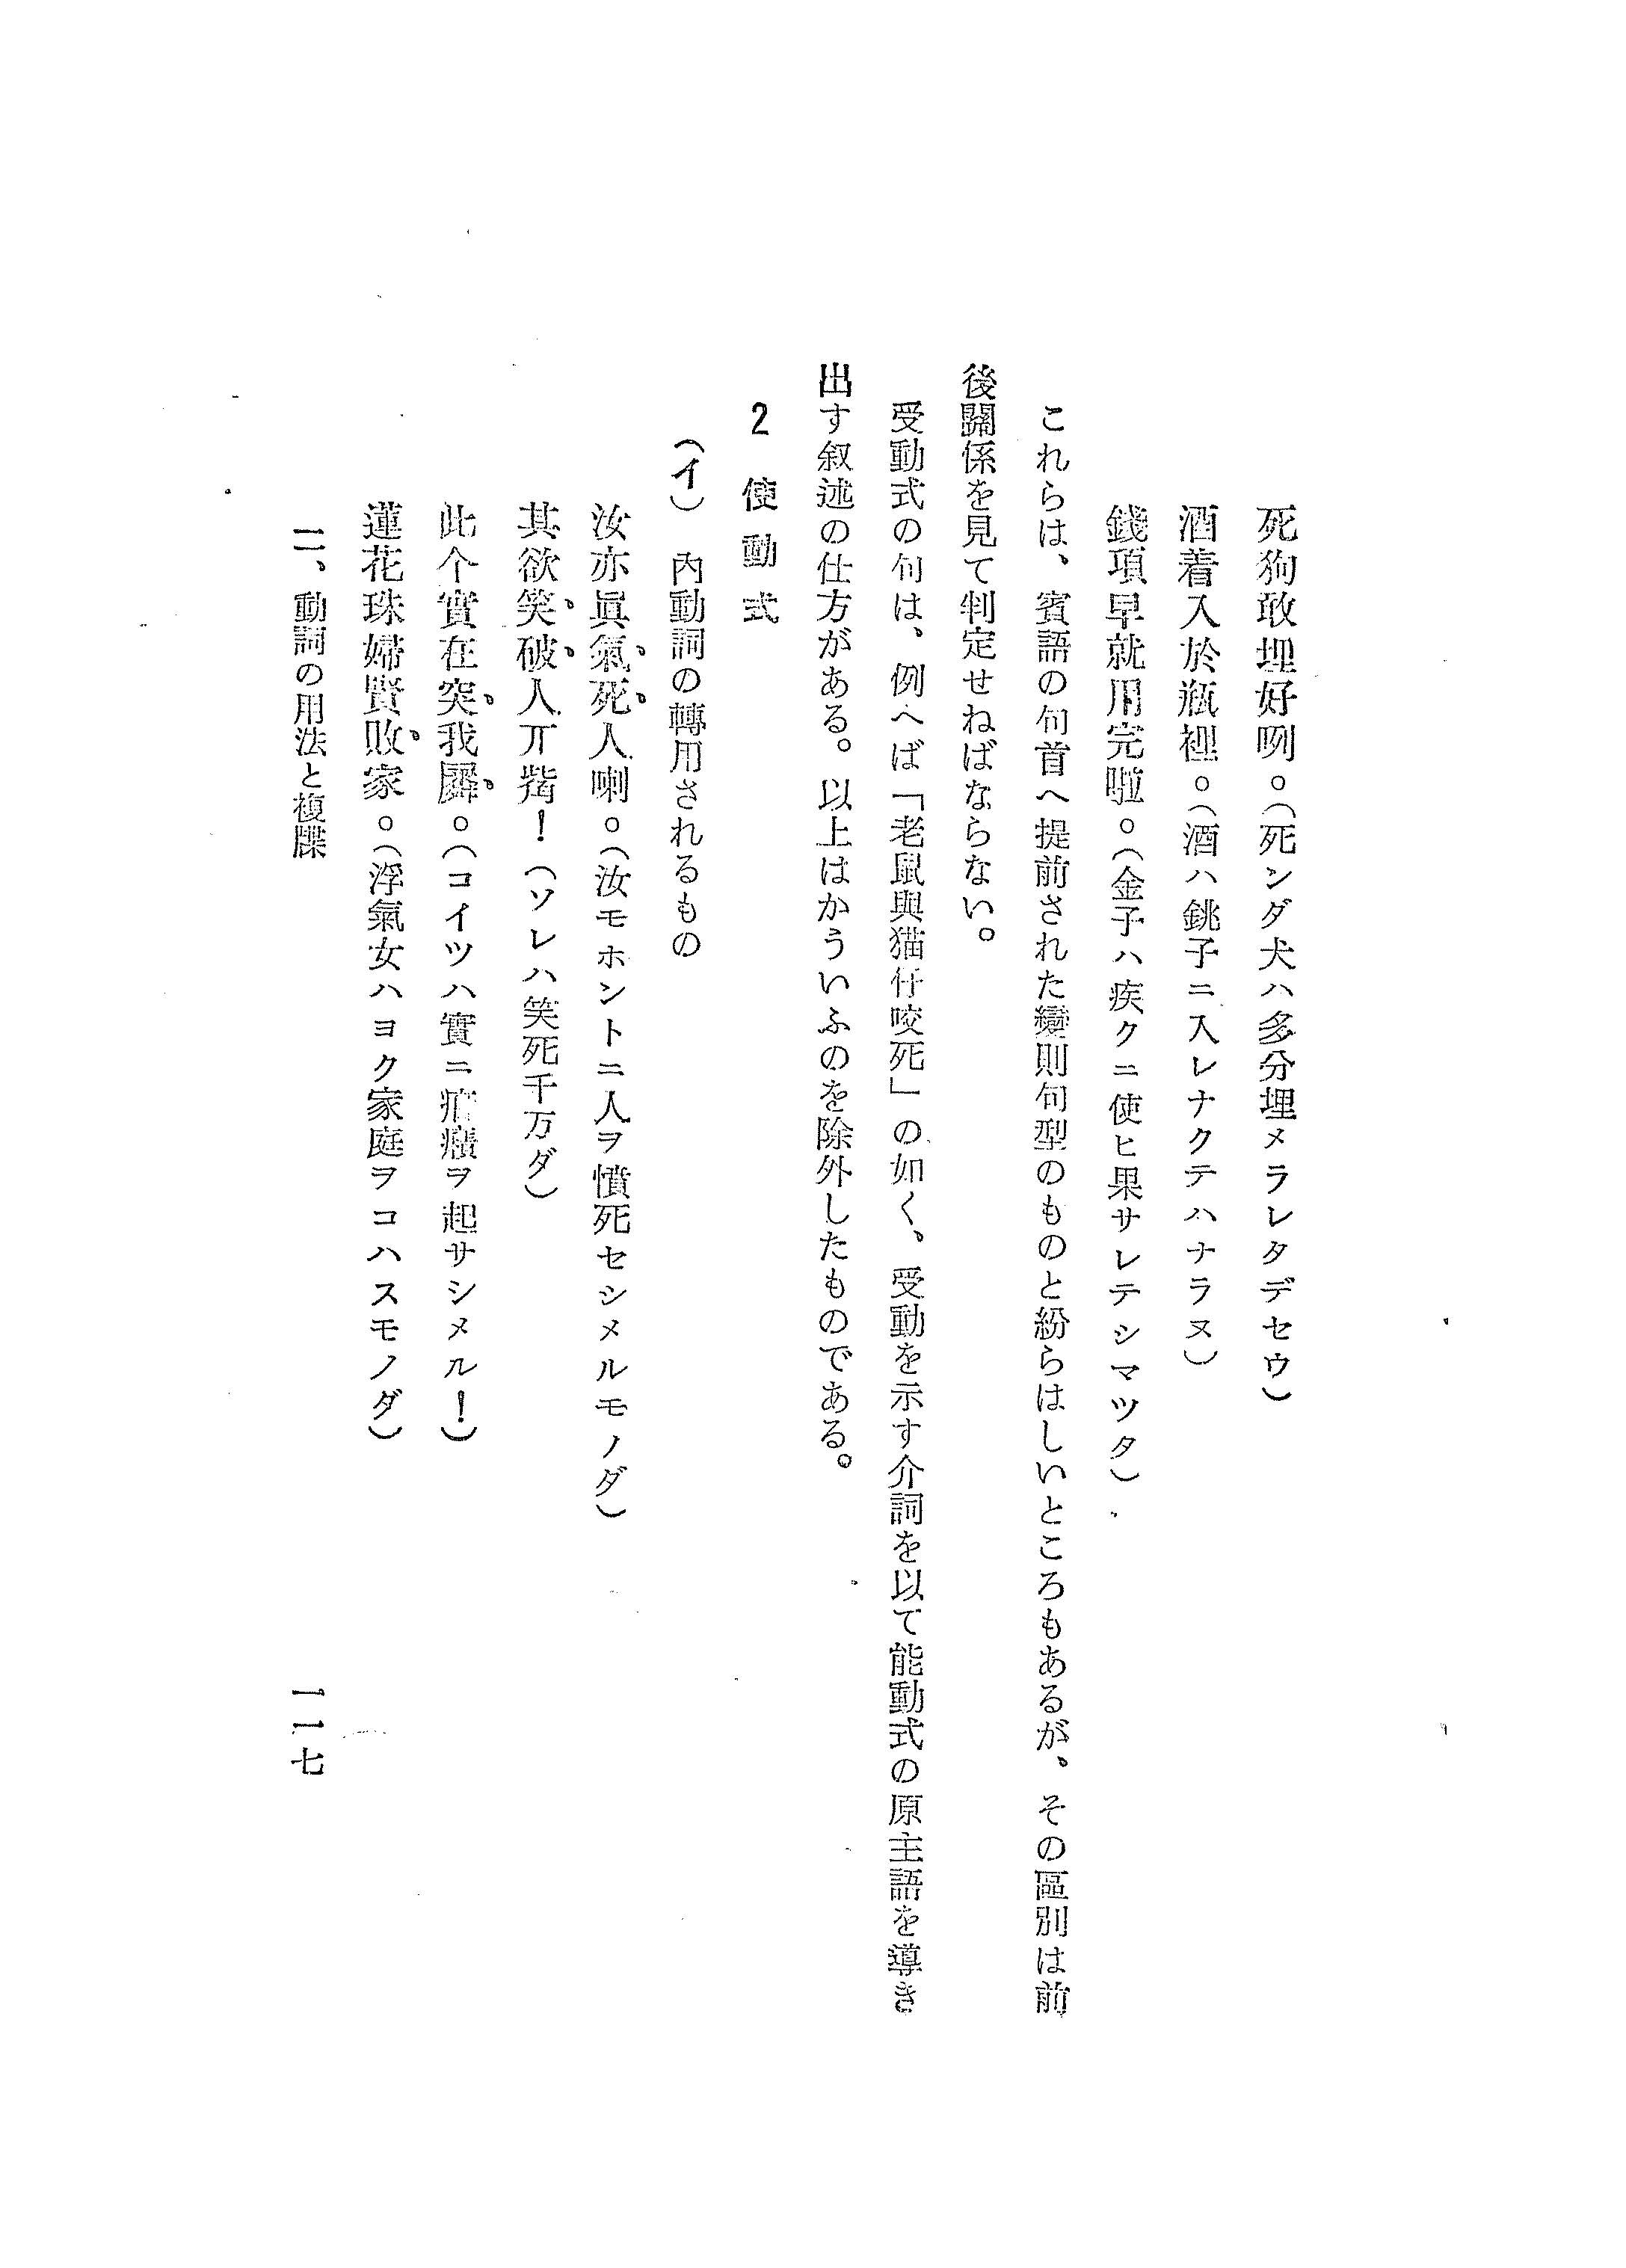 死狗敢埋好咧。(死ンダ犬ハ多分埋メラレタデセウ)
酒着入於瓶裡。(酒ハ銚子ニ入レナクテハナラヌ)
錢項早就用完啦。(金子ハ疾クニ使ヒ果サレテシマツタ)
これらは、賓語の句首へ提前された變則句型のものと紛らはしいところもあるが、その區別は前
後關係を見て判定せねばならない。
受動式の句は、例へば「老鼠與猫仔咬死」の如く、受動を示す介詞を以て能動式の原主語を導き
出す叙述の仕方がある。以上はかういふのを除外したものである。
2 使動式
(イ) 內動詞の轉用されるもの
汝亦眞氣死人喇。(汝モホントニ人ヲ憤死セシメルモノダ)
其欲笑破人丌觜!(ソレハ笑死千万ダ)
此个實在突我。(コイツハ實ニ癪ヲ起サシメル!)
蓮花珠婦賢敗家。(浮氣女ハヨク家庭ヲコハスモノダ)
二、動詞の用法と複牒
一一七